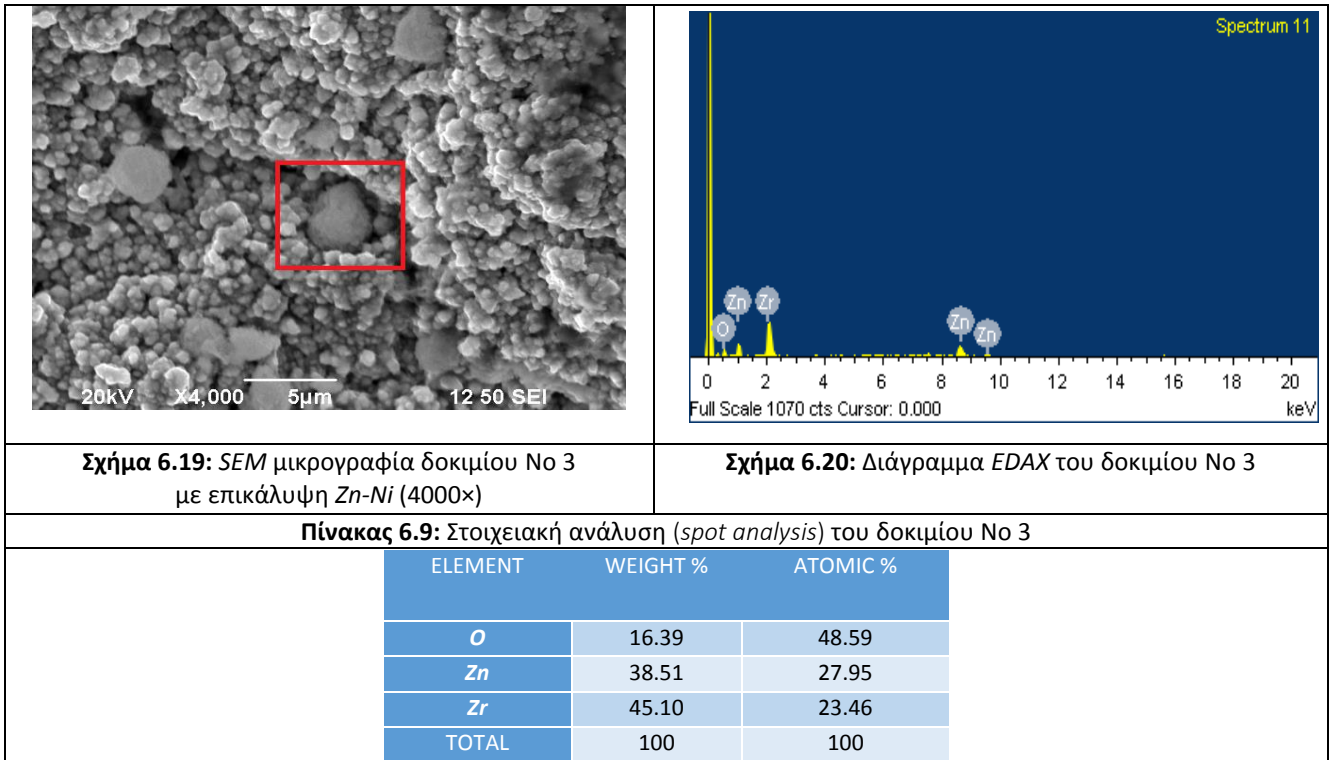 20kV X4,000 5μm 12 50 SEI
Spectrum 11
O Zn Zr Zn Zn
0 2 4 6 8 10 12 14 16 18 20
Full Scale 1070 cts Cursor: 0.000 keV
Σχήμα 6.19: SEM μικρογραφία δοκιμίου Νο 3
με επικάλυψη Zn-Ni (4000×)
Σχήμα 6.20: Διάγραμμα EDAX του δοκιμίου Νο 3
Πίνακας 6.9: Στοιχειακή ανάλυση (spot analysis) του δοκιμίου Νο 3
ELEMENT WEIGHT % ATOMIC %
O 16.39 48.59
Zn 38.51 27.95
Zr 45.10 23.46
TOTAL 100 100